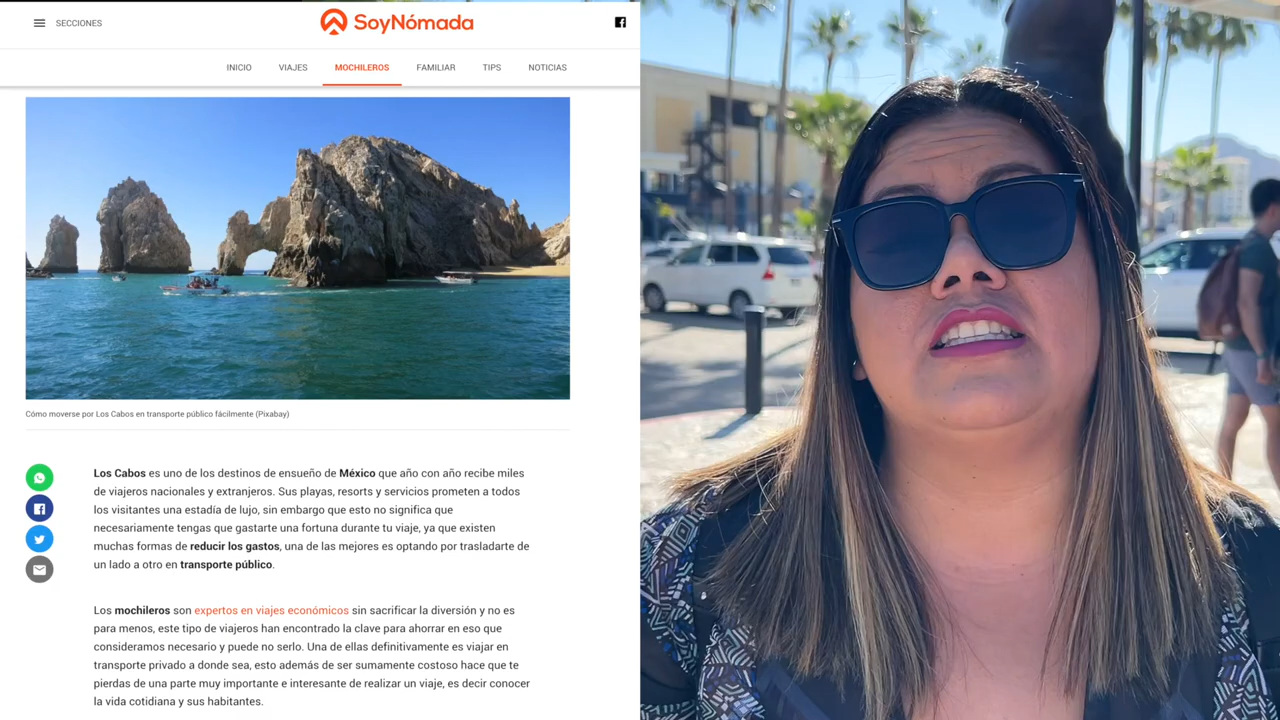 SECCIONES
SoyNómada
INICIO
VIAJES
MOCHILEROS
FAMILIAR
TIPS
NOTICIAS
Cómo moverse por Los Cabos en transporte público fácilmente (Pixabay)
Los Cabos es uno de los destinos de ensueño de México que año con año recibe miles
de viajeros nacionales y extranjeros. Sus playas, resorts y servicios prometen a todos
los visitantes una estadía de lujo, sin embargo que esto no significa que
necesariamente tengas que gastarte una fortuna durante tu viaje, ya que existen
muchas formas de reducir los gastos, una de las mejores es optando por trasladarte de
un lado a otro en transporte público.
Los mochileros son expertos en viajes económicos sin sacrificar la diversión y no es
para menos, este tipo de viajeros han encontrado la clave para ahorrar en eso que
consideramos necesario y puede no serlo. Una de ellas definitivamente es viajar en
transporte privado a donde sea, esto además de ser sumamente costoso hace que te
pierdas de una parte muy importante e interesante de realizar un viaje, es decir conocer
la vida cotidiana y sus habitantes.